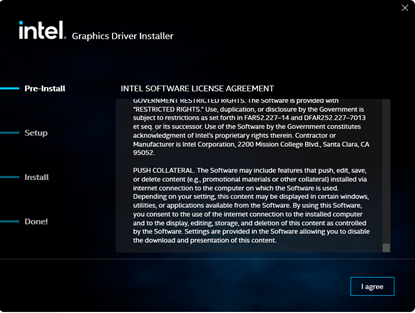 intel. Graphics Driver Installer
Pre-Install
Setup
Install
Done!
INTEL SOFTWARE LICENSE AGREEMENT
GOVERNMENT RESTRICTED RIGHTS. The Software is provided with
"RESTRICTED RIGHTS." Use, duplication, or disclosure by the Government is
subject to restrictions as set forth in FAR52.227-14 and DFAR252.227-7013
et seq. or its successor. Use of the Software by the Government constitutes
acknowledgment of Intel's proprietary rights therein. Contractor or
Manufacturer is Intel Corporation, 2200 Mission College Blvd., Santa Clara, CA
95052.
PUSH COLLATERAL. The Software may include features that push, edit, save,
or delete content (e.g., promotional materials or other collateral) installed via
internet connection to the computer on which the Software is used.
Depending on your setting, this content may be displayed in certain windows,
utilities, or applications available from the Software. By using this Software,
you consent to the use of the internet connection to the installed computer
and to the display, editing, storage, and deletion of this content as controlled
by the Software. Settings are provided in the Software allowing you to disable
the download and presentation of this content.
I agree